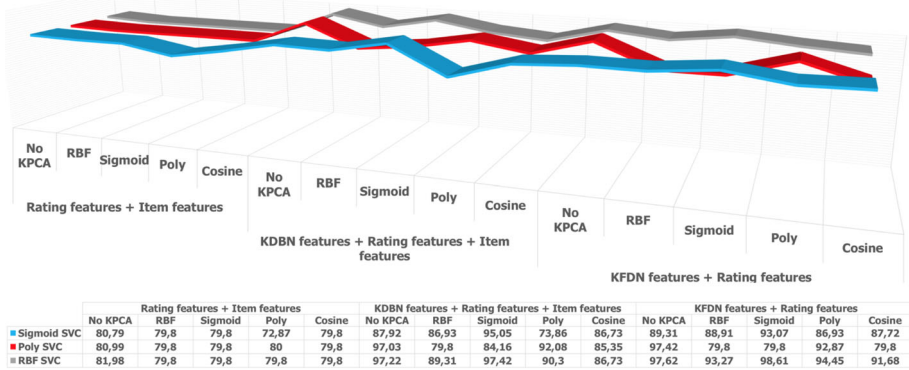 No KPCA RBF Sigmoid Poly Cosine No KPCA RBF Sigmoid Poly Cosine No KPCA RBF Sigmoid Poly Cosine
Rating features + Item features
KDBN features + Rating features + Item features
KFDN features + Rating features
Rating features + Item features KDBN features + Rating features + Item features KFDN features + Rating features
No KPCA RBF Sigmoid Poly Cosine No KPCA RBF Sigmoid Poly Cosine No KPCA RBF Sigmoid Poly Cosine
Sigmoid SVC 80,79 79,8 79,8 72,87 79,8 87,92 86,93 95,05 73,86 86,73 89,31 88,91 93,07 86,93 87,72
Poly SVC 80,99 79,8 79,8 80 79,8 97,03 79,8 84,16 92,08 85,35 97,42 79,8 79,8 92,87 79,8
RBF SVC 81,98 79,8 79,8 79,8 79,8 97,22 89,31 97,42 90,3 86,73 97,62 93,27 98,61 94,45 91,68